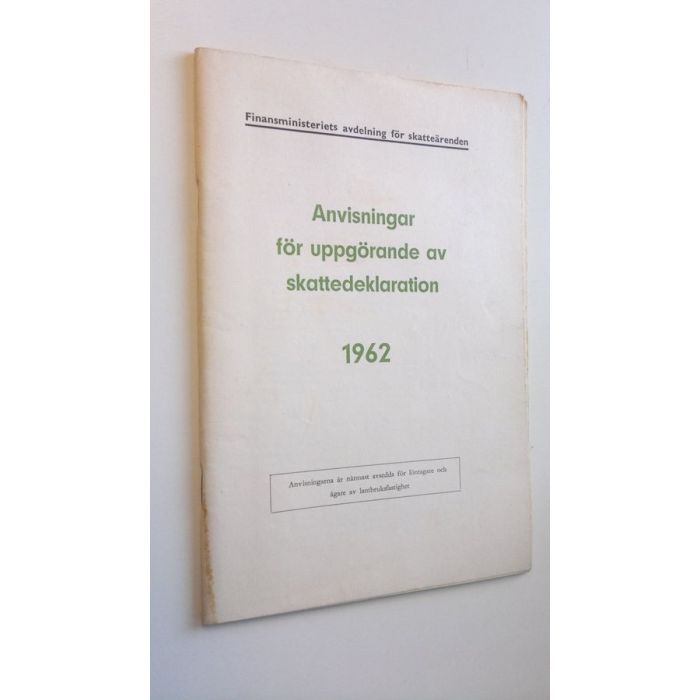 Finansministeriets avdelning för skatteärenden
Anvisningar
för uppgörande av
skattedeklaration
1962
Anvisningarna är närmast avsedda för löntagare och
ägare av lantbruksfastighet